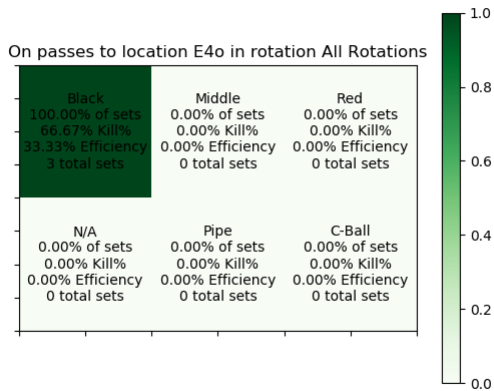 On passes to location E4o in rotation All Rotations
Black
100.00% of sets
66.67% Kill%
33.33% Efficiency
3 total sets
Middle
0.00% of sets
0.00% Kill%
0.00% Efficiency
0 total sets
Red
0.00% of sets
0.00% Kill%
0.00% Efficiency
0 total sets
N/A
0.00% of sets
0.00% Kill%
0.00% Efficiency
0 total sets
Pipe
0.00% of sets
0.00% Kill%
0.00% Efficiency
0 total sets
C-Ball
0.00% of sets
0.00% Kill%
0.00% Efficiency
0 total sets
1.0
0.8
0.6
0.4
0.2
0.0